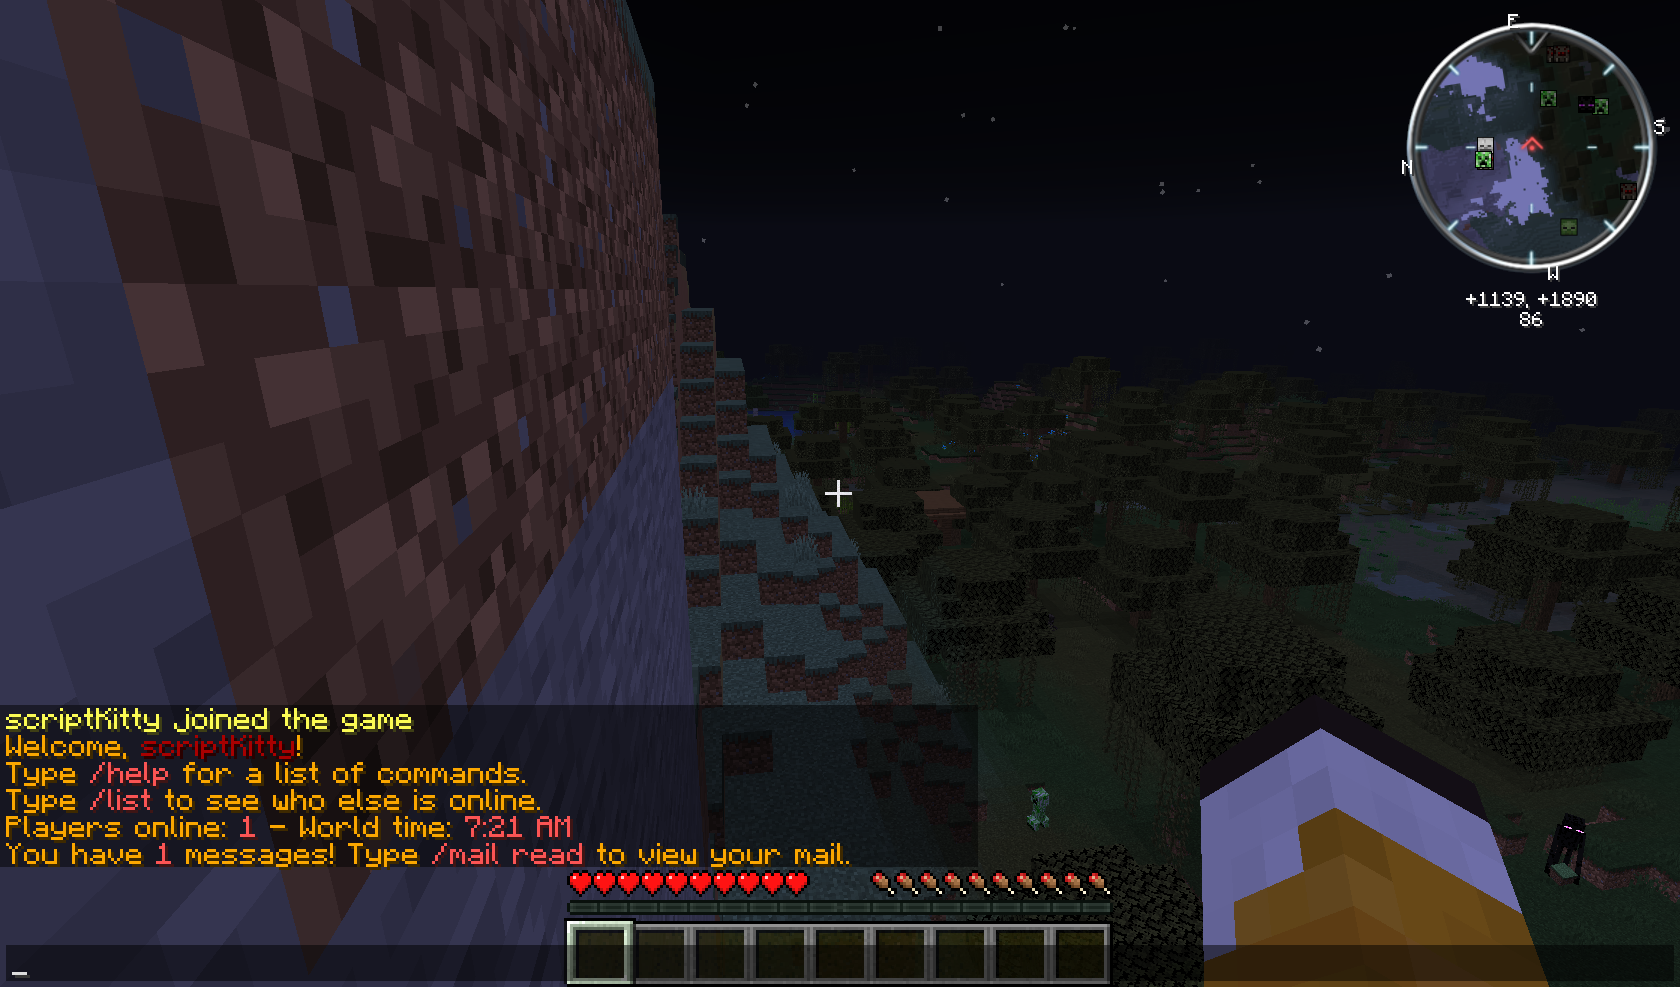 E
S
N
W
+1139, +1890
86
scriptKitty joined the game
Welcome, scriptKitty!
Type /help for a list of commands.
Type /list to see who else is online.
Players online: 1 - World time: 7:21 AM
You have 1 messages! Type /mail read to view your mail.
_